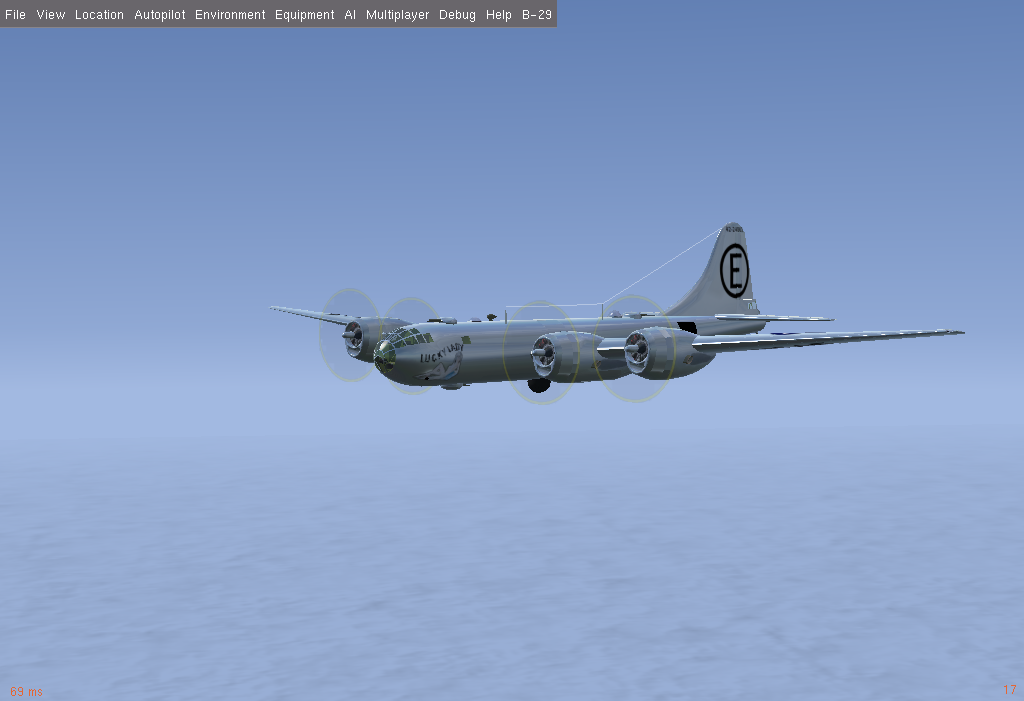 File View Location Autopilot Environment Equipment AI Multiplayer Debug Help B-29
E
LUCKY LADY
69 ms
17